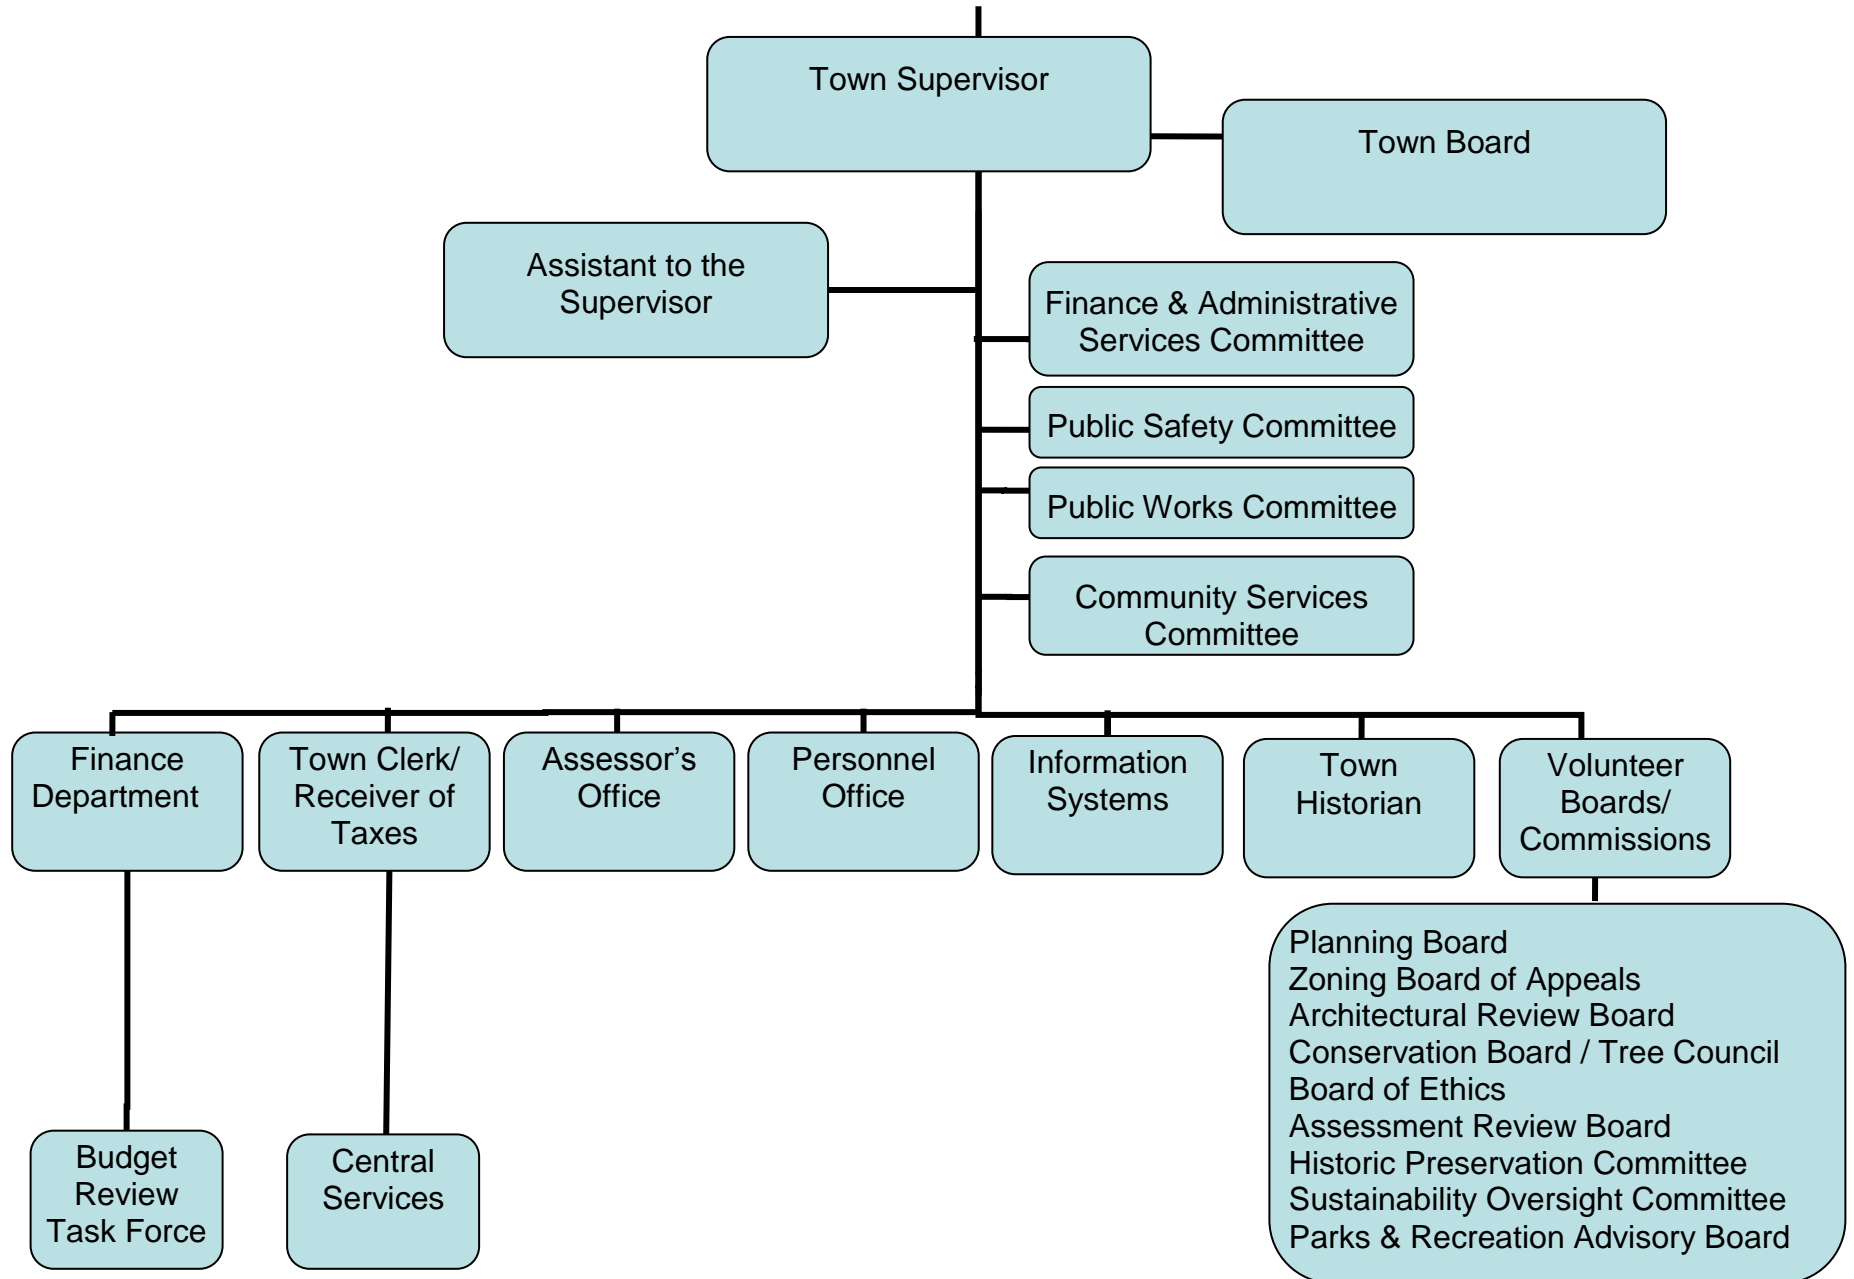 Town Supervisor
Town Board
Assistant to the
Supervisor
Finance & Administrative
Services Committee
Public Safety Committee
Public Works Committee
Community Services
Committee
Finance
Department
Town Clerk/
Receiver of
Taxes
Assessor’s
Office
Personnel
Office
Information
Systems
Town
Historian
Volunteer
Boards/
Commissions
Planning Board
Zoning Board of Appeals
Architectural Review Board
Conservation Board / Tree Council
Board of Ethics
Assessment Review Board
Historic Preservation Committee
Sustainability Oversight Committee
Parks & Recreation Advisory Board
Budget
Review
Task Force
Central
Services